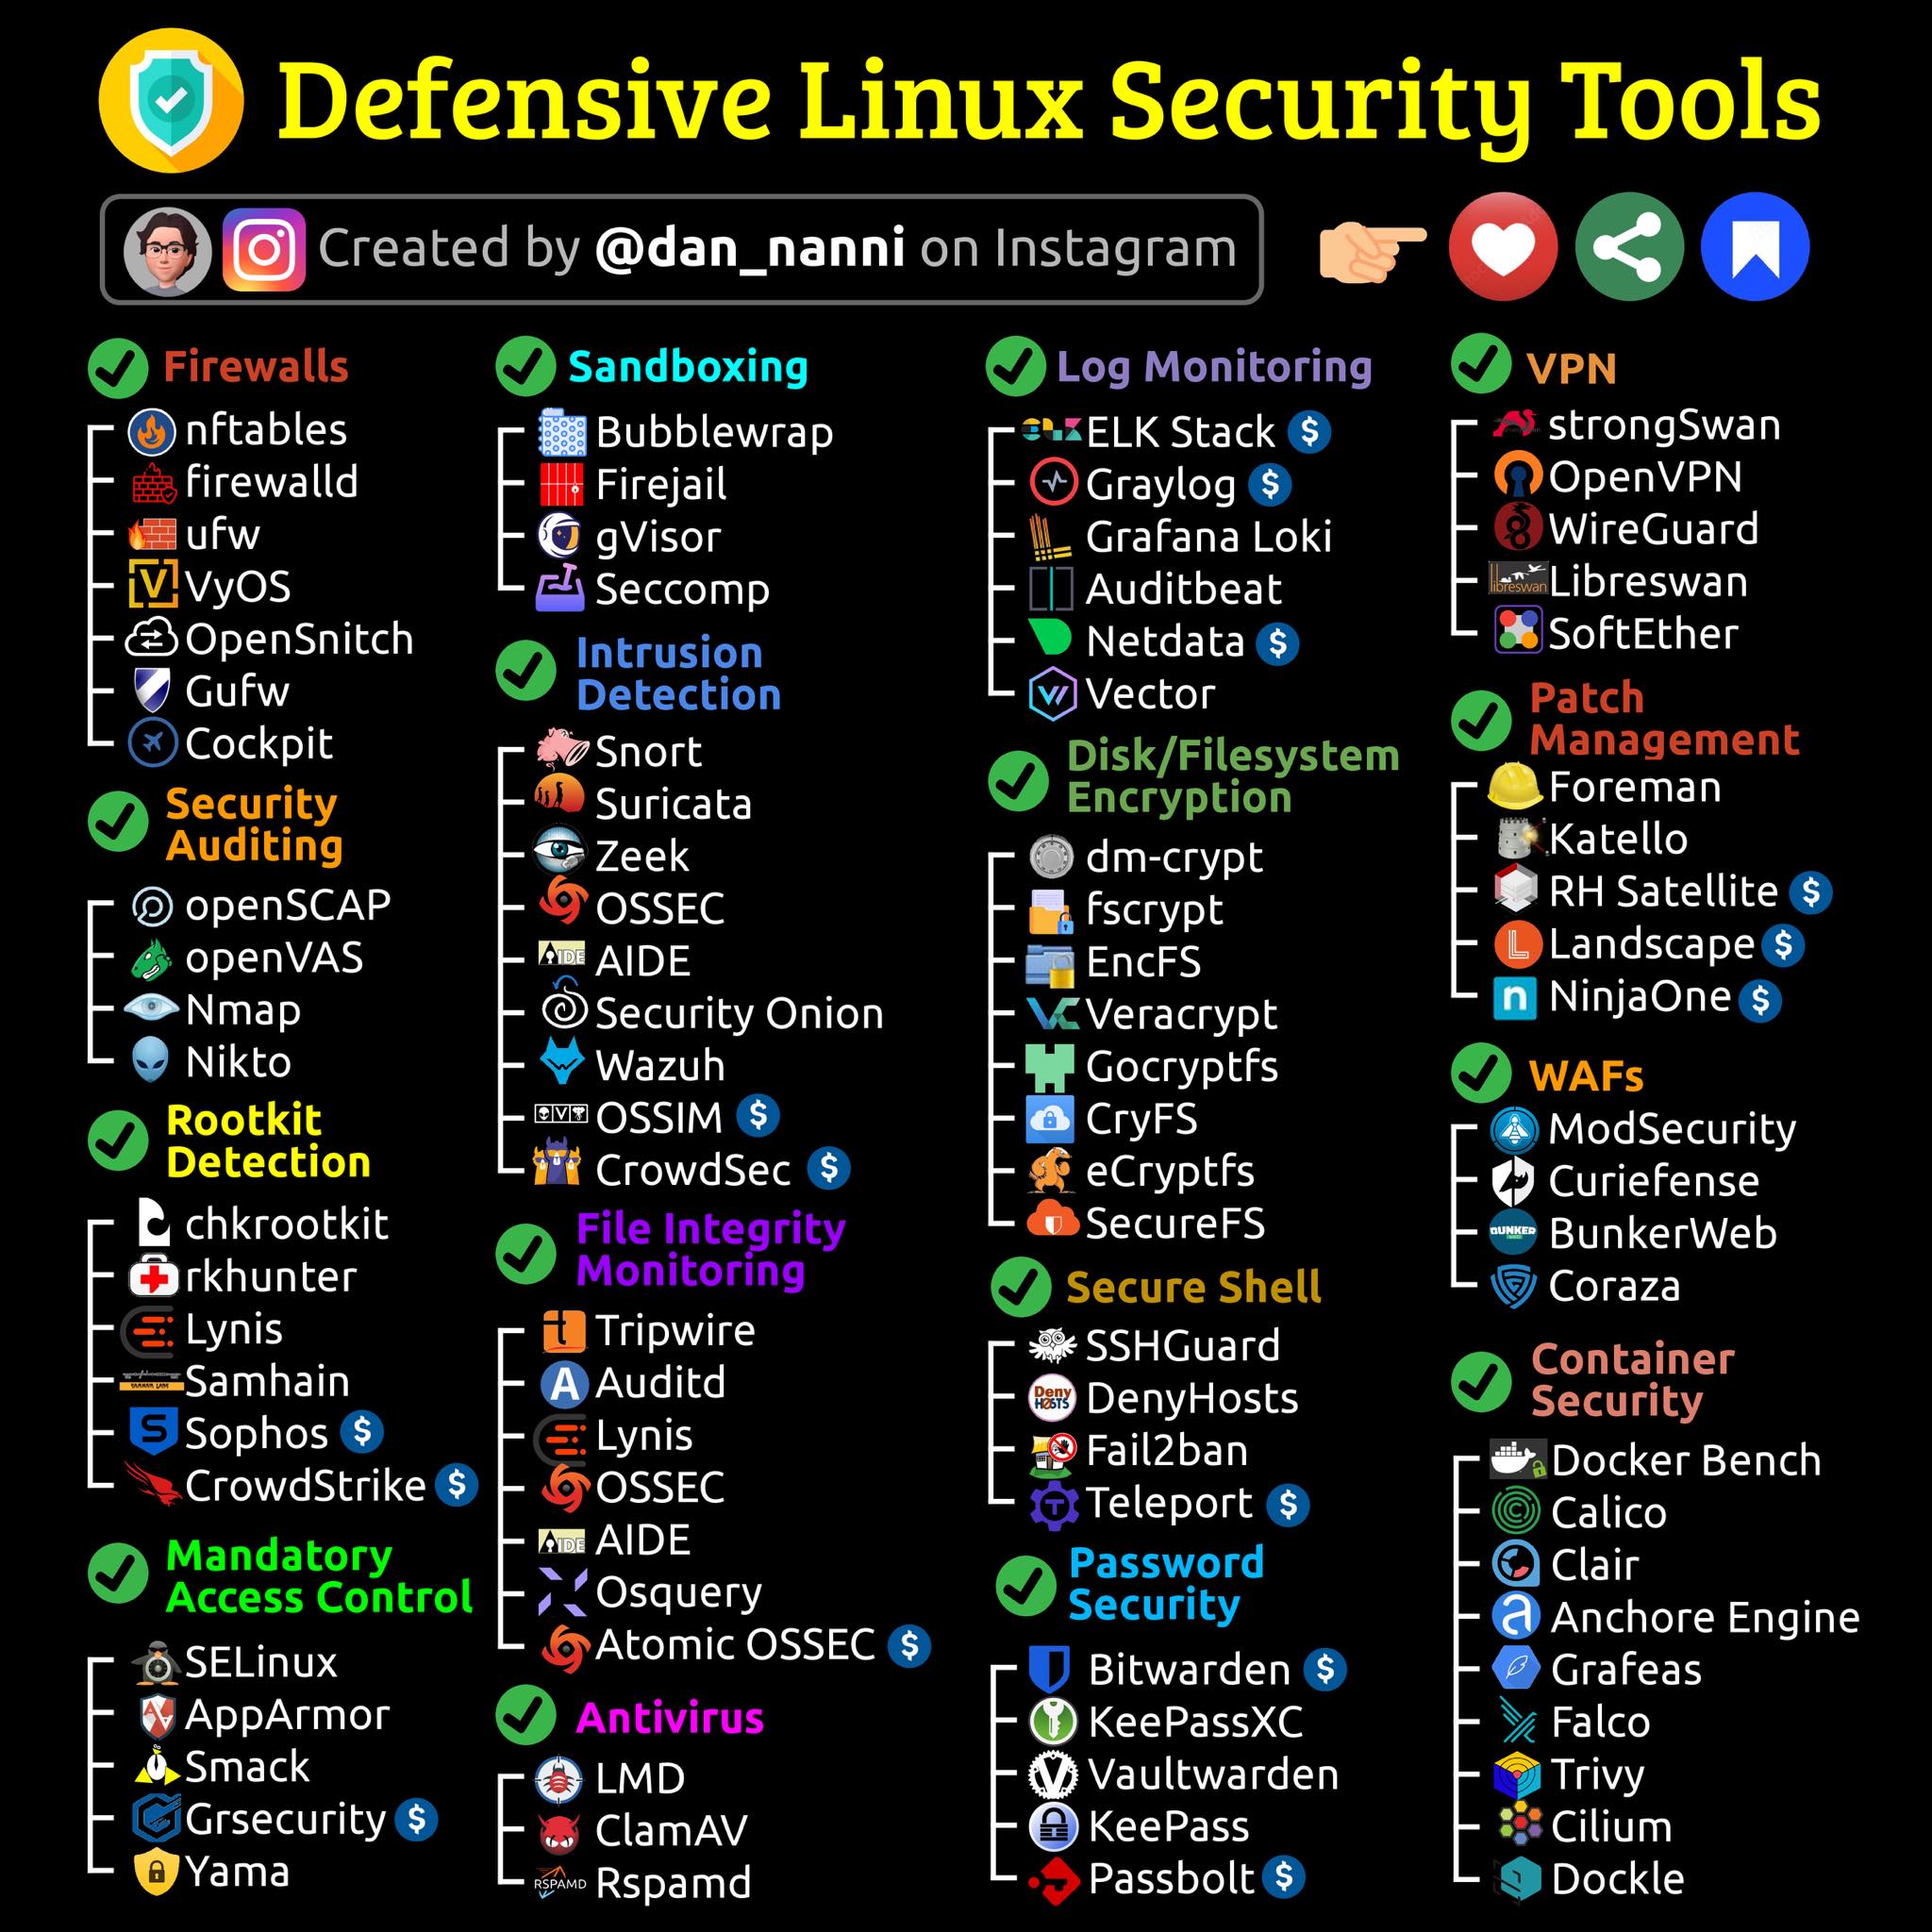 Defensive Linux Security Tools
Created by @dan_nanni on Instagram
Firewalls
nftables
firewalld
ufw
VyOS
OpenSnitch
Gufw
Cockpit
Security
Auditing
openSCAP
openVAS
Nmap
Nikto
Rootkit
Detection
chkrootkit
rkhunter
Lynis
Samhain
Sophos $
CrowdStrike $
Mandatory
Access Control
SELinux
AppArmor
Smack
Grsecurity $
Yama
Sandboxing
Bubblewrap
Firejail
gVisor
Seccomp
Intrusion
Detection
Snort
Suricata
Zeek
OSSEC
AIDE AIDE
Security Onion
Wazuh
OSSIM $
CrowdSec $
File Integrity
Monitoring
t Tripwire
A Auditd
Lynis
OSSEC
AIDE AIDE
Osquery
Atomic OSSEC $
Antivirus
LMD
ClamAV
RSPAMD Rspamd
Log Monitoring
ELK Stack $
Graylog $
Grafana Loki
Auditbeat
Netdata $
Vector
Disk/Filesystem
Encryption
dm-crypt
fscrypt
EncFS
Veracrypt
Gocryptfs
CryFS
eCryptfs
SecureFS
Secure Shell
SSHGuard
Deny HOSTS DenyHosts
Fail2ban
Teleport $
Password
Security
Bitwarden $
KeePassXC
Vaultwarden
KeePass
Passbolt $
VPN
strongSwan
OpenVPN
WireGuard
libreswan Libreswan
SoftEther
Patch
Management
Foreman
Katello
RH Satellite $
L Landscape $
n NinjaOne $
WAFs
ModSecurity
Curiefense
BUNKER BunkerWeb
Coraza
Container
Security
Docker Bench
Calico
Clair
a Anchore Engine
Grafeas
Falco
Trivy
Cilium
Dockle